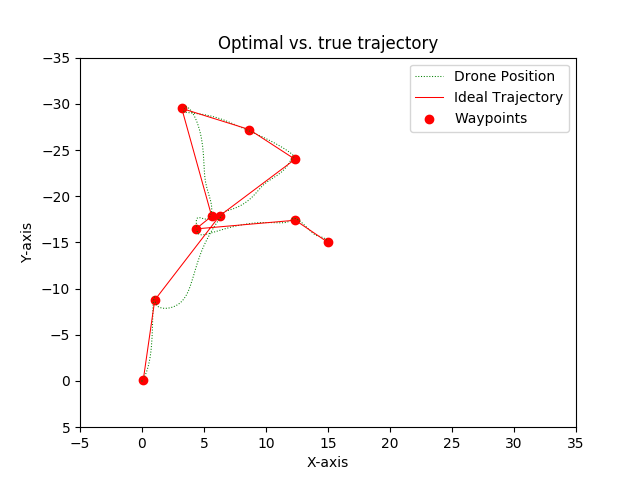 Optimal vs. true trajectory
Drone Position
Ideal Trajectory
Waypoints
Y-axis
−35
−30
−25
−20
−15
−10
−5
0
5
−5 0 5 10 15 20 25 30 35
X-axis